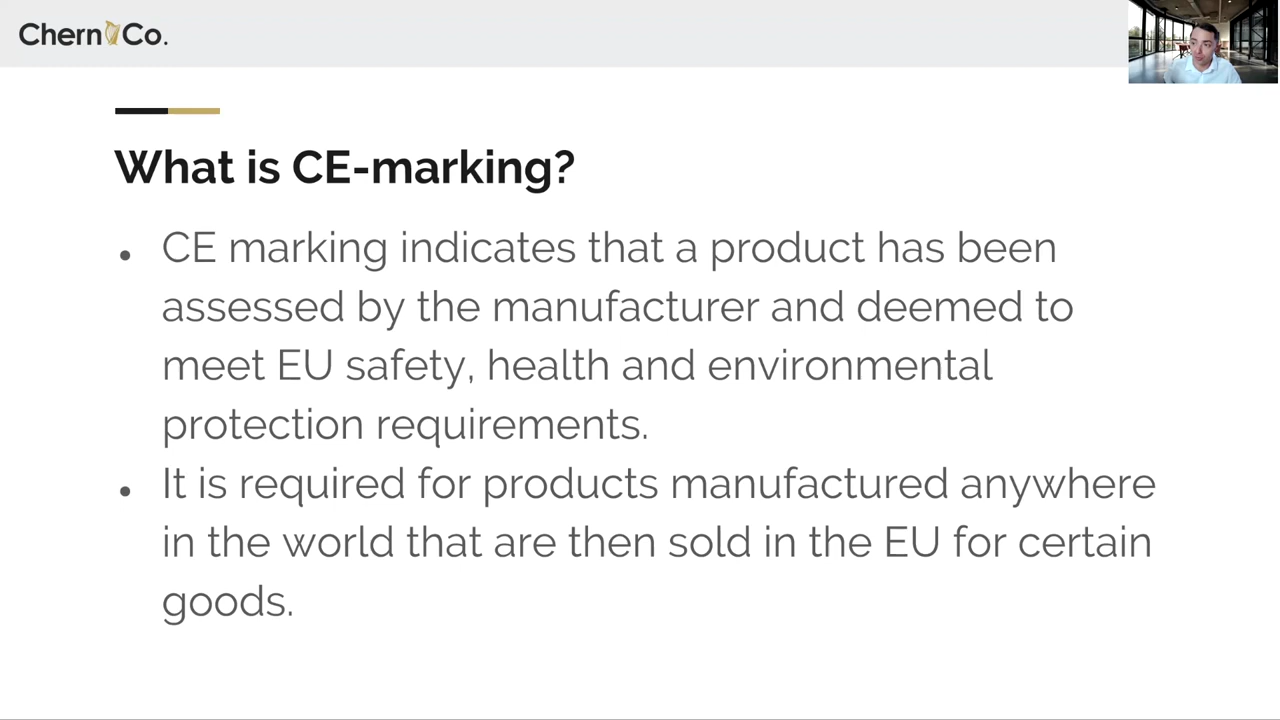 Chern Co.
What is CE-marking?
• CE marking indicates that a product has been
assessed by the manufacturer and deemed to
meet EU safety, health and environmental
protection requirements.
• It is required for products manufactured anywhere
in the world that are then sold in the EU for certain
goods.